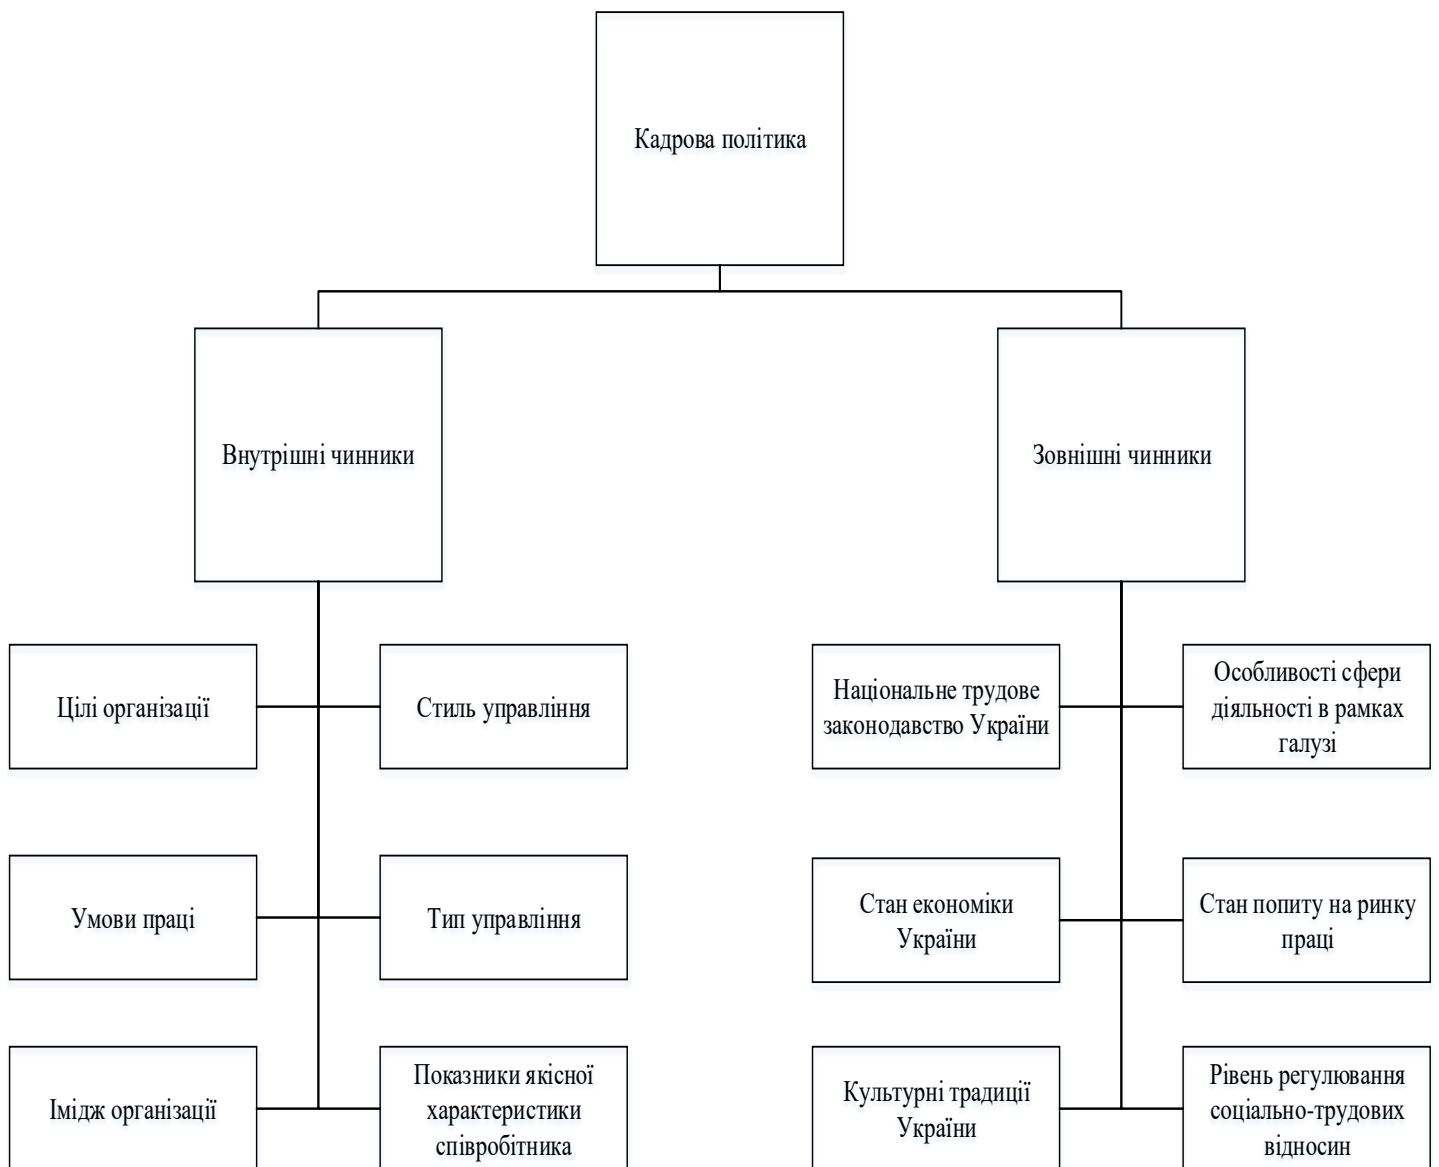 Кадрова політика
Внутрішні чинники
Зовнішні чинники
Цілі організації
Стиль управління
Національне трудове
законодавство України
Особливості сфери
діяльності в рамках
галузі
Умови праці
Тип управління
Стан економіки
України
Стан попиту на ринку
праці
Імідж організації
Показники якісної
характеристики
співробітника
Культурні традиції
України
Рівень регулювання
соціально-трудових
відносин